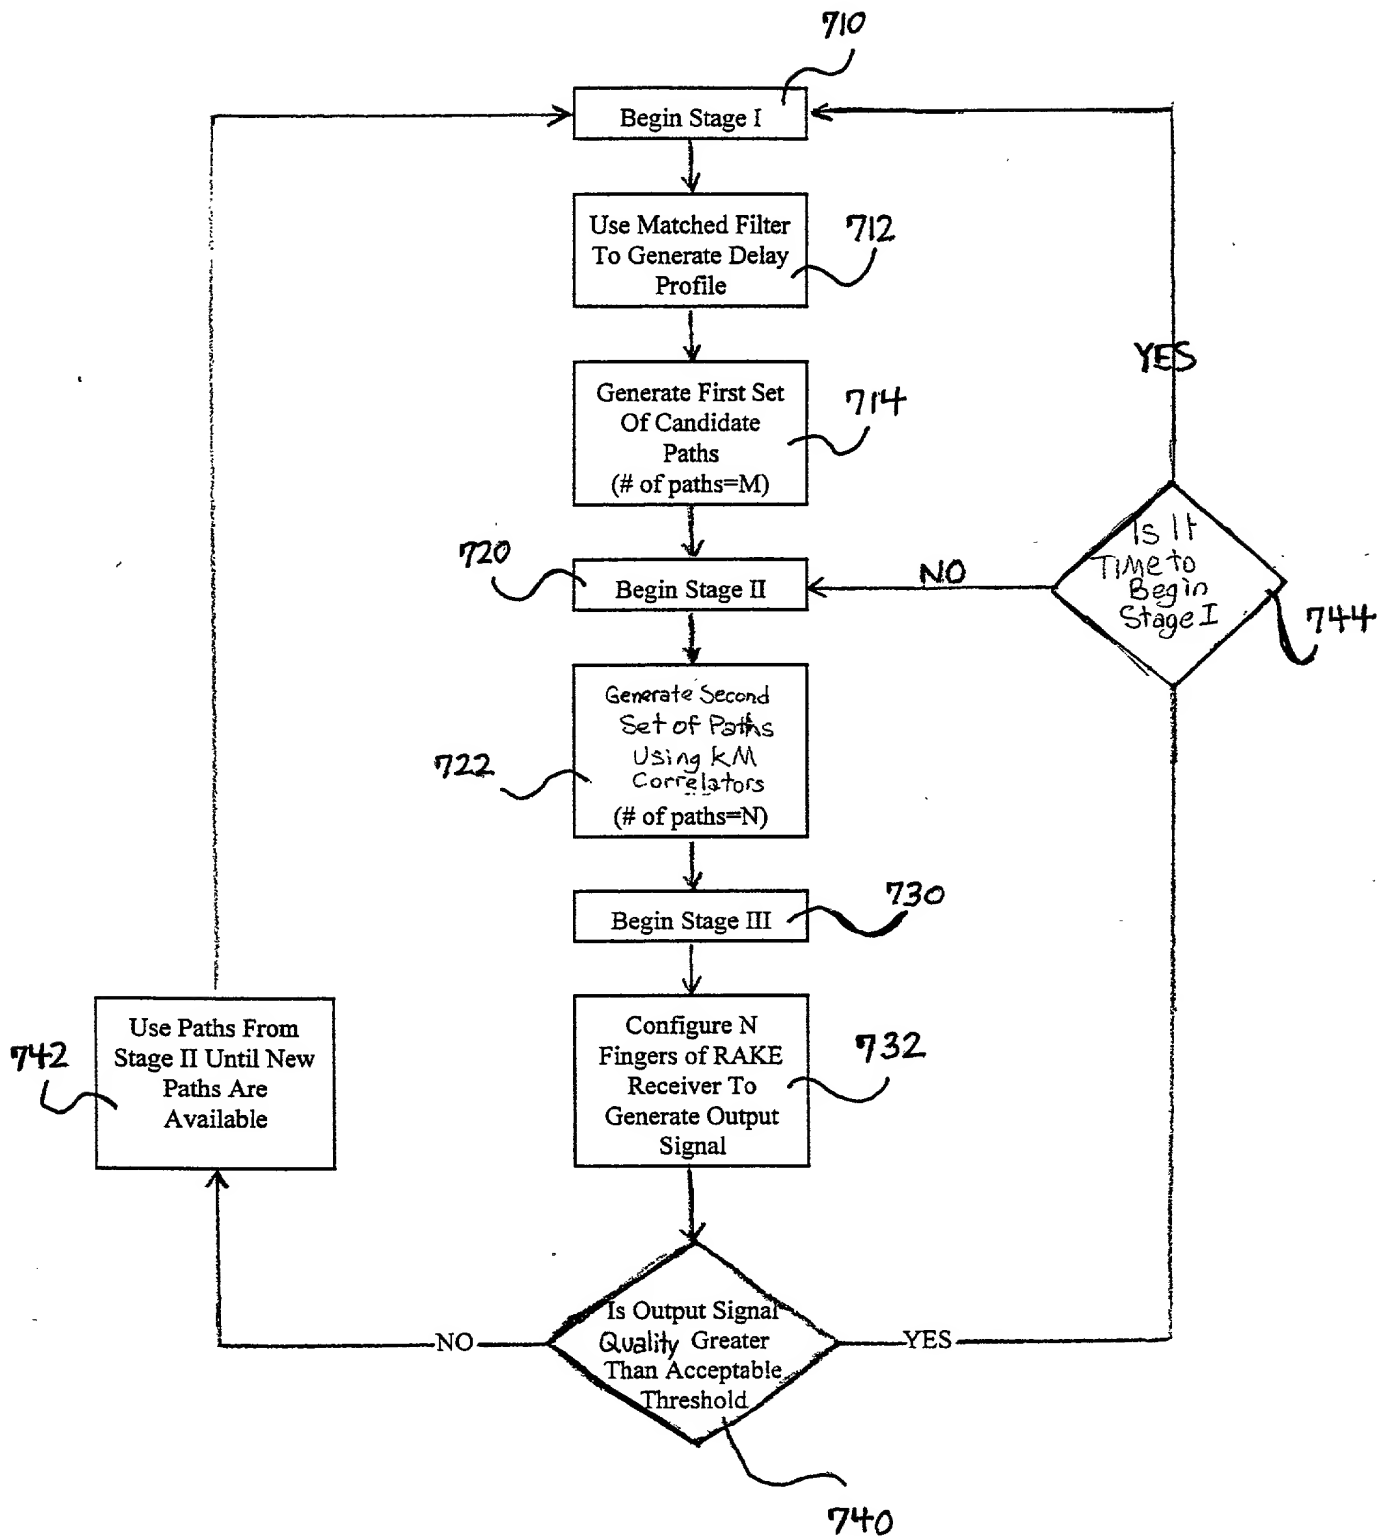 710
Begin Stage I
Use Matched Filter
To Generate Delay
Profile
712
YES
Generate First Set
Of Candidate
Paths
(# of paths=M)
714
720
Begin Stage II
NO
Is It
TIME to
Begin
Stage I
744
Generate Second
Set of Paths
Using kM
Correlators
(# of paths=N)
722
Begin Stage III
730
Use Paths From
Stage II Until New
Paths Are
Available
742
Configure N
Fingers of RAKE
Receiver To
Generate Output
Signal
732
NO
Is Output Signal
Quality Greater
Than Acceptable
Threshold
YES
740